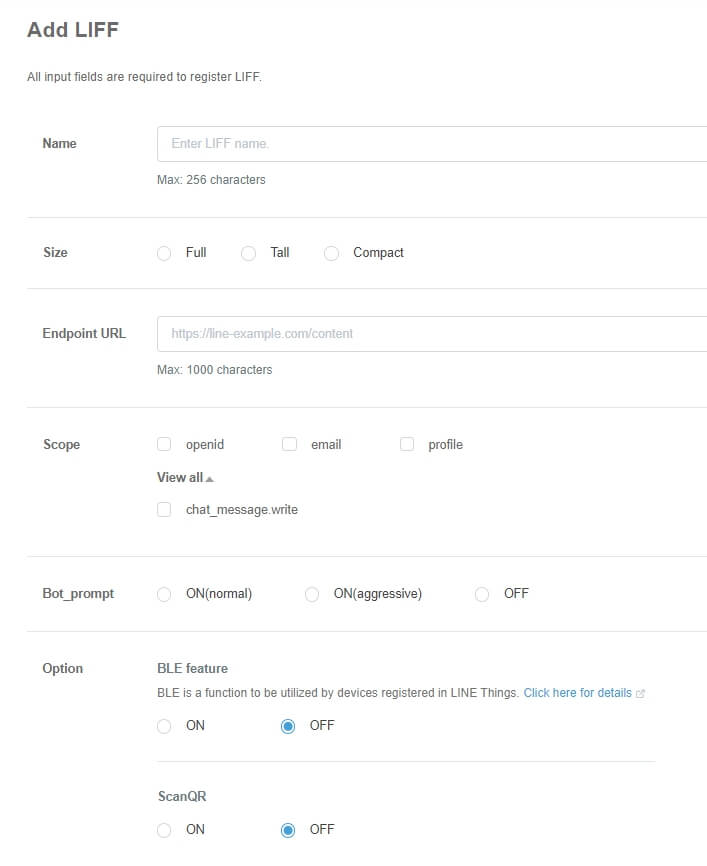 Add LIFF
All input fields are required to register LIFF.
Name
Enter LIFF name.
Max: 256 characters
Size Full Tall Compact
Endpoint URL
https://line-example.com/content
Max: 1000 characters
Scope openid email profile
View all
chat_message.write
Bot_prompt ON(normal) ON(aggressive) OFF
Option BLE feature
BLE is a function to be utilized by devices registered in LINE Things. Click here for details
ON OFF
ScanQR
ON OFF